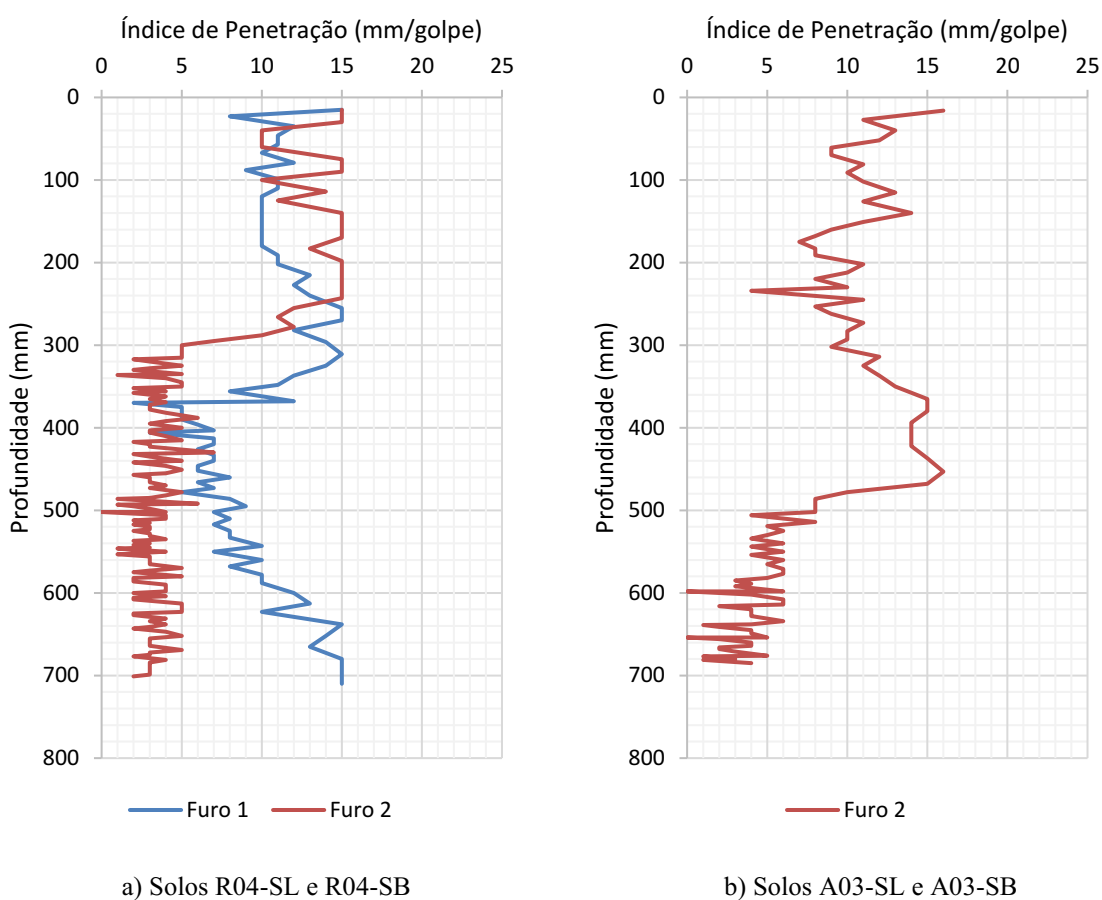 Índice de Penetração (mm/golpe)
0 5 10 15 20 25
0
100
200
300
400
500
600
700
800
Profundidade (mm)
Furo 1 Furo 2
a) Solos R04-SL e R04-SB
Índice de Penetração (mm/golpe)
0 5 10 15 20 25
0
100
200
300
400
500
600
700
800
Profundidade (mm)
Furo 2
b) Solos A03-SL e A03-SB